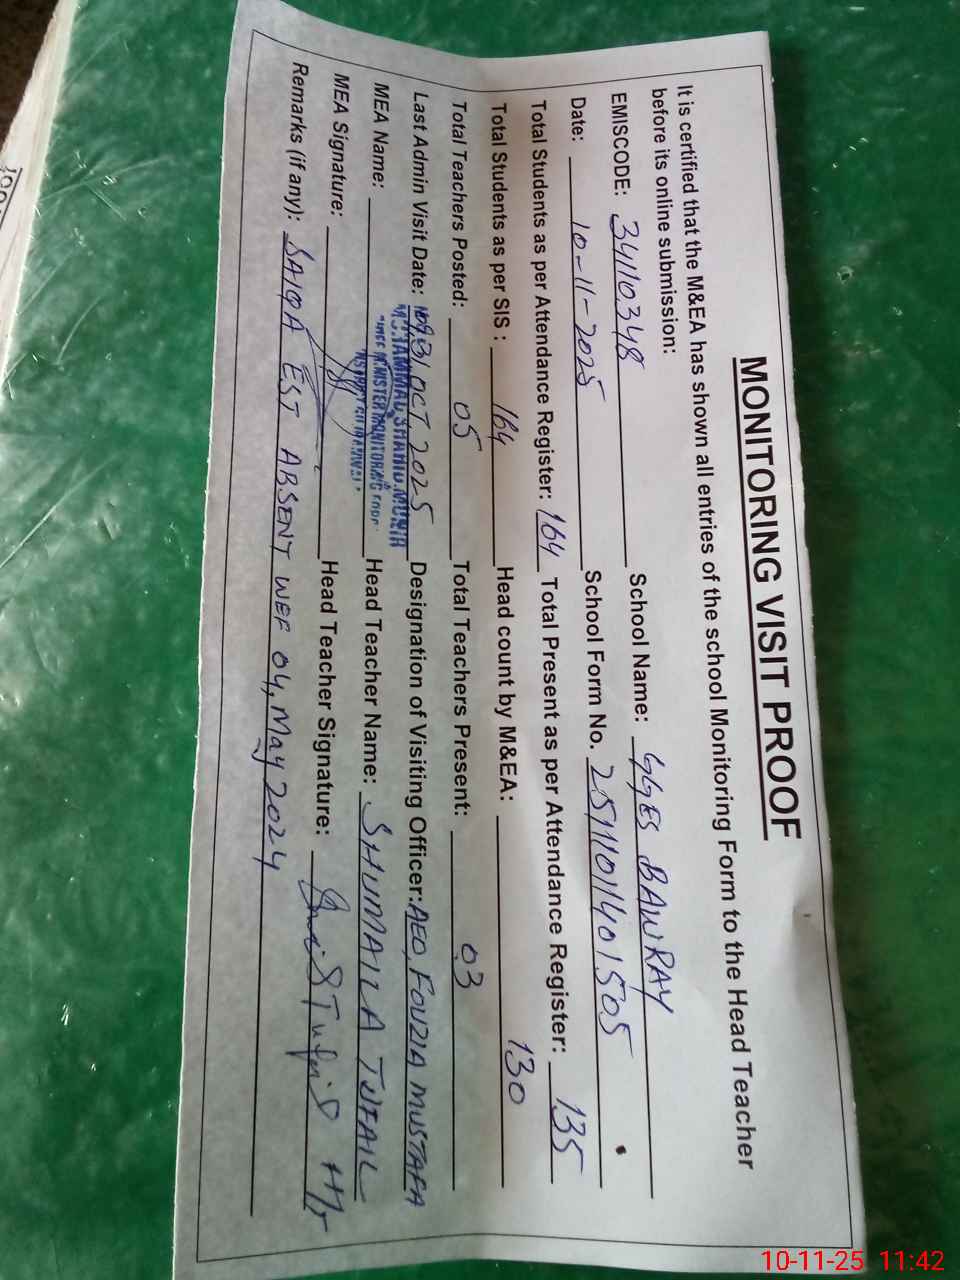 MONITORING VISIT PROOF
It is certified that the M&EA has shown all entries of the school Monitoring Form to the Head Teacher
before its online submission:
EMISCODE: 34110348 School Name: GGES BAWRAY
Date: 10-11-2025 School Form No. 2511101401505
Total Students as per Attendance Register: 164 Total Present as per Attendance Register: 135
Total Students as per SIS : 164 Head count by M&EA: 130
Total Teachers Posted: 05 Total Teachers Present: 03
Last Admin Visit Date: 31, OCT, 2025 Designation of Visiting Officer: AEO, FOUZIA MUSTAFA
MEA Name: MUHAMMAD SHAHID MUNIR Head Teacher Name: SHUMAILA TUFAIL
MEA Signature: Head Teacher Signature:
Remarks (if any): SAIQA EST ABSENT WEF 04, May 2024
10-11-25 11:42